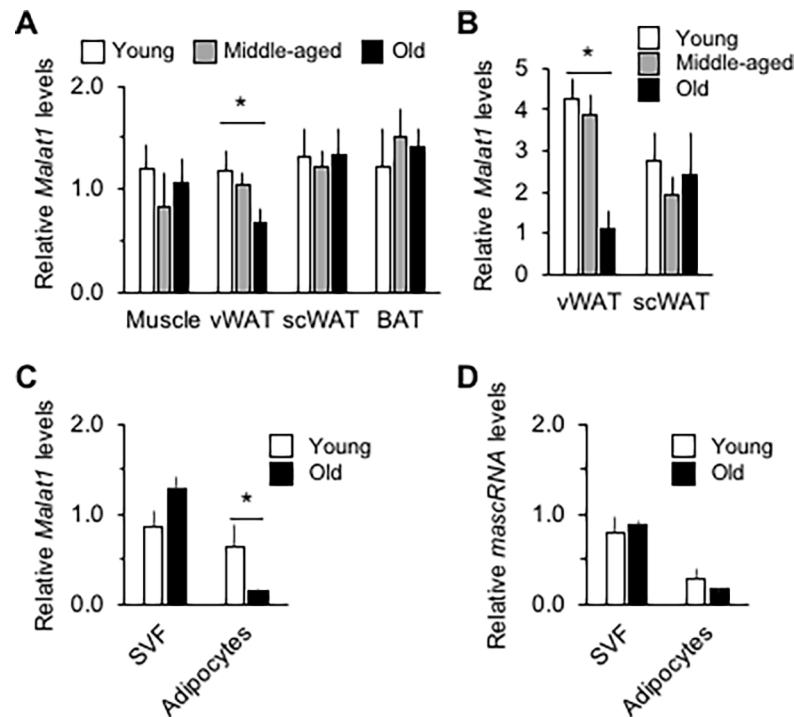 A
Young Middle-aged Old
Relative Malat1 levels
2.0
1.0
0.0
*
Muscle vWAT scWAT BAT
B
Young
Middle-aged
Old
Relative Malat1 levels
5
4
3
2
1
0
*
vWAT scWAT
C
Young
Old
Relative Malat1 levels
2.0
1.0
0.0
*
SVF
Adipocytes
D
Young
Old
Relative mascRNA levels
2.0
1.0
0.0
SVF
Adipocytes